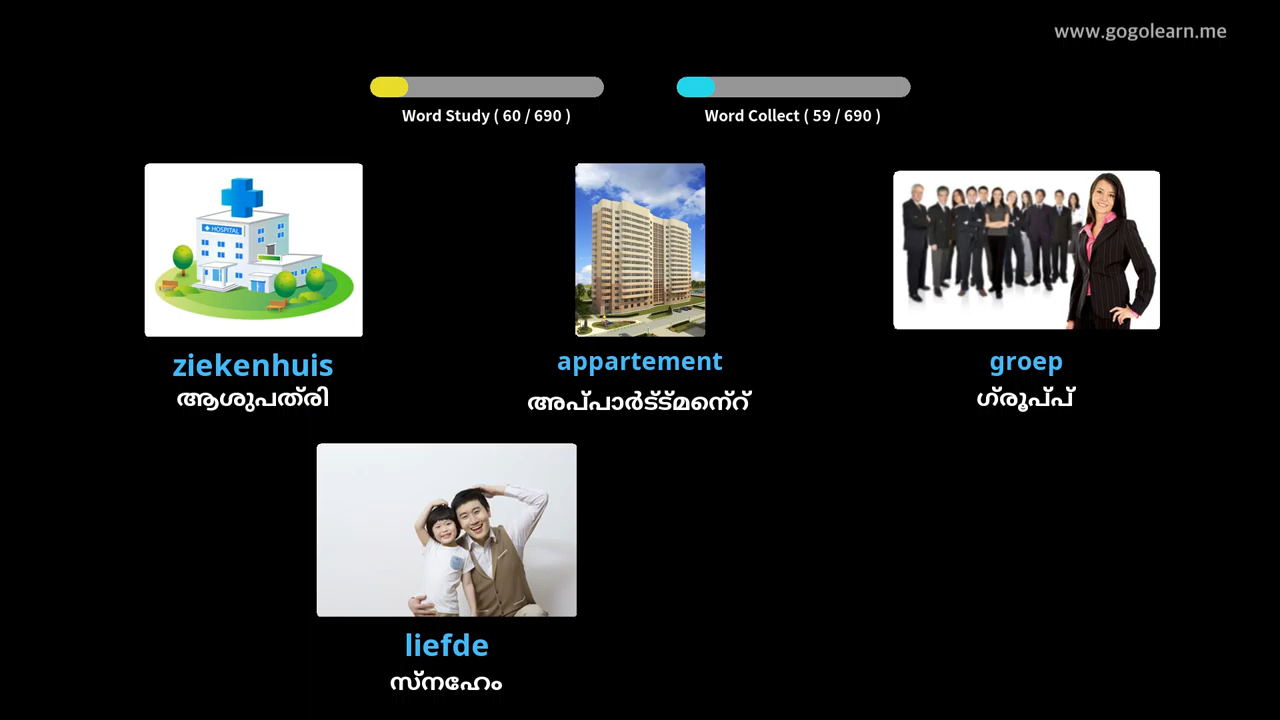 www.gogolearn.me
Word Study ( 60 / 690 )
Word Collect ( 59 / 690 )
HOSPITAL
ziekenhuis
ആശുപത്രി
appartement
അപ്പാർട്ട്മെന്റ്
groep
ഗ്രൂപ്പ്
liefde
സ്നേഹം